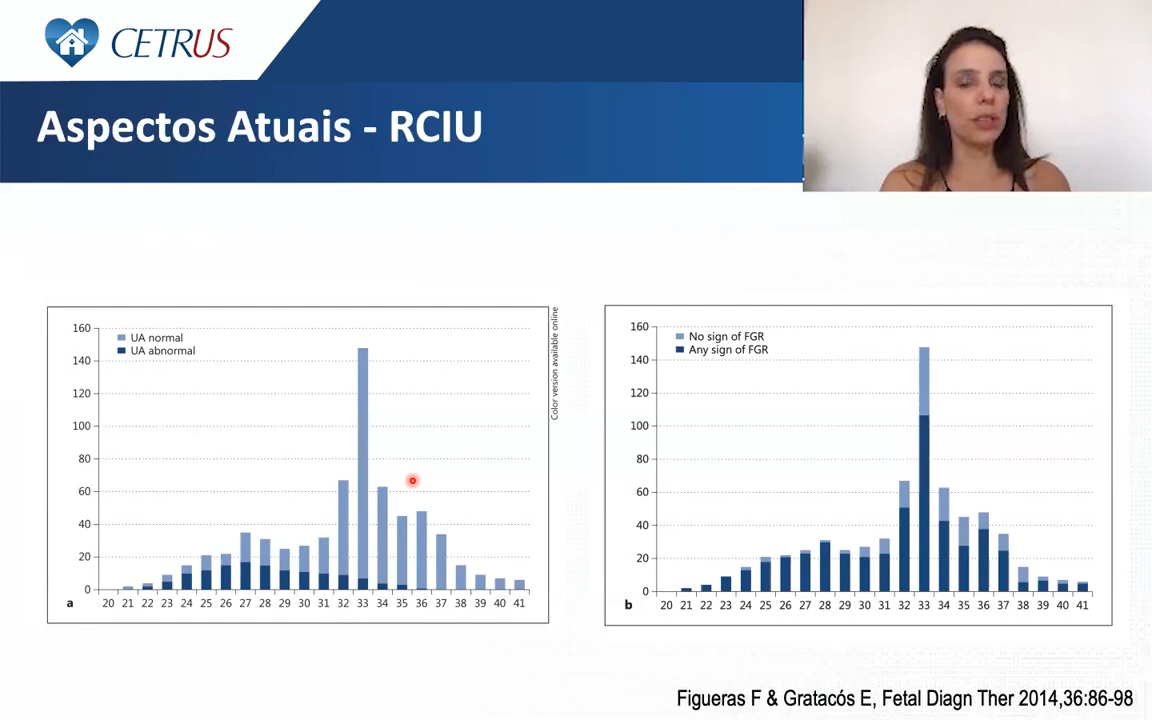 CETRUS
Aspectos Atuais - RCIU
160
140
120
100
80
60
40
20
0
UA normal
UA abnormal
a
20 21 22 23 24 25 26 27 28 29 30 31 32 33 34 35 36 37 38 39 40 41
Color version available online
160
140
120
100
80
60
40
20
0
No sign of FGR
Any sign of FGR
b
20 21 22 23 24 25 26 27 28 29 30 31 32 33 34 35 36 37 38 39 40 41
Figueras F & Gratacós E, Fetal Diagn Ther 2014,36:86-98